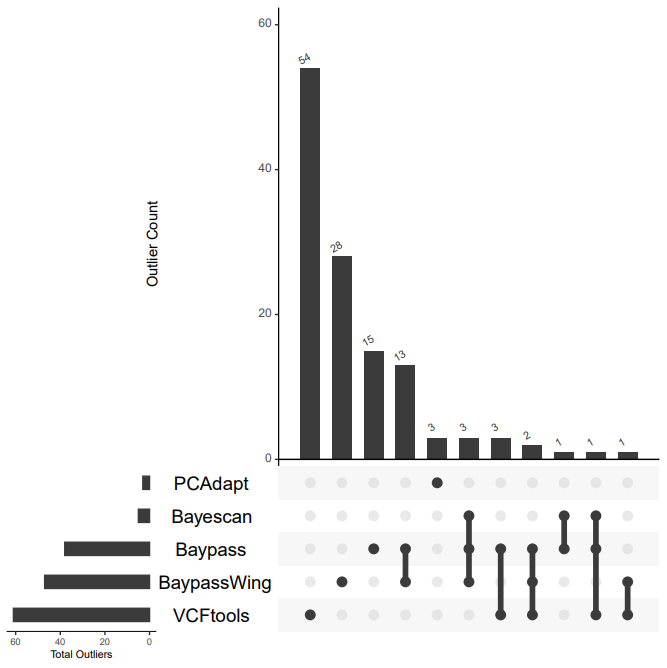 60
54
40
Outlier Count
28
20
15
13
3
3
3
2
1
1
1
0
PCAdapt
Bayescan
Baypass
BaypassWing
VCFtools
60 40 20 0
Total Outliers